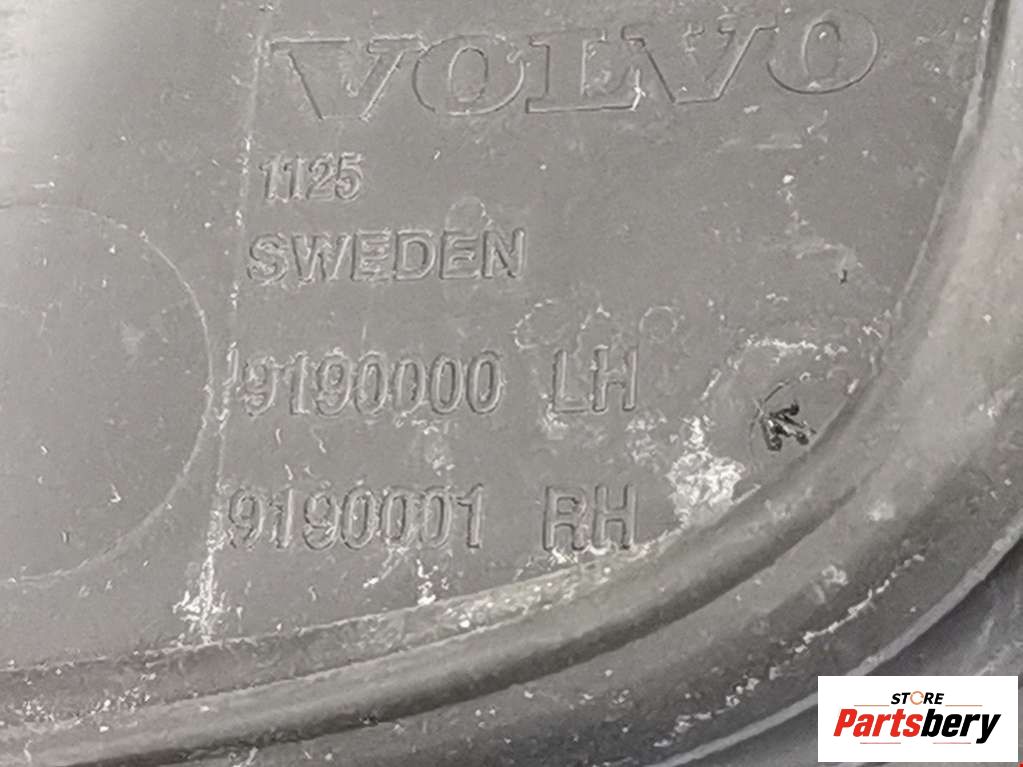 VOLVO
1125
SWEDEN
9190000 LH
9190001 RH
STORE
Partsbery